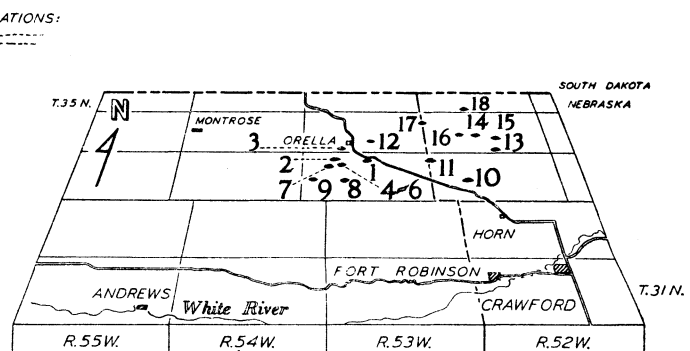 ATIONS:
SOUTH DAKOTA
NEBRASKA
T.35 N.
N
18
MONTROSE
17
16 14 15
3 ORELLA 12 13
2 1 11
7 9 8 4-6 10
HORN
FORT ROBINSON
T.31 N.
ANDREWS White River CRAWFORD
R.55W. R.54W. R.53W. R.52W.